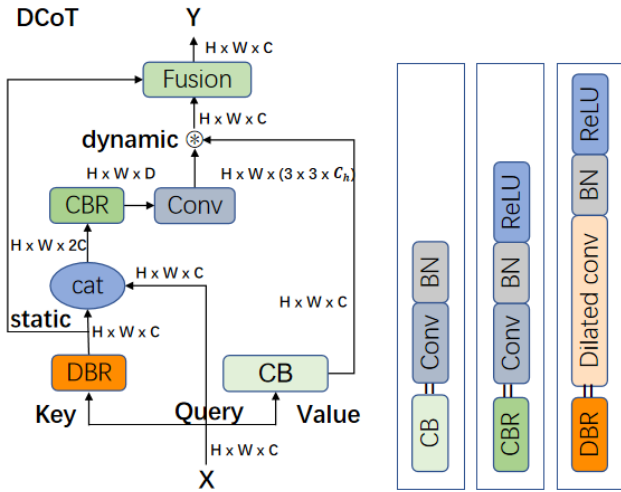 DCoT
Y
H x W x C
Fusion
H x W x C
dynamic
⊛
H x W x D
H x W x (3 x 3 x C_h)
CBR
Conv
H x W x 2C
H x W x C
cat
static
H x W x C
H x W x C
DBR
CB
Key
Query
Value
H x W x C
X
BN
Conv
CB
ReLU
BN
Conv
CBR
ReLU
BN
Dilated conv
DBR